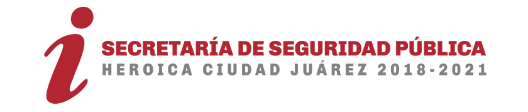 i SECRETARÍA DE SEGURIDAD PÚBLICA
HEROICA CIUDAD JUÁREZ 2018-2021